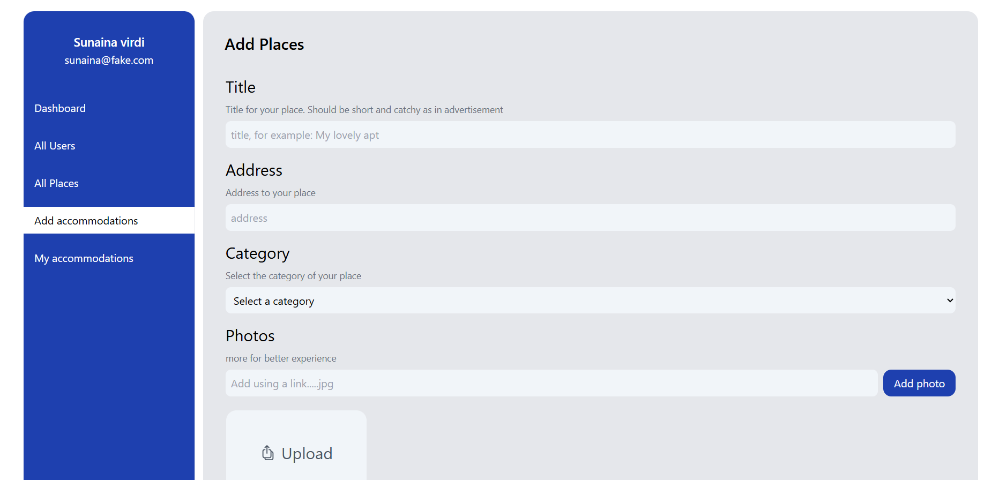 Sunaina virdi
sunaina@fake.com
Dashboard
All Users
All Places
Add accommodations
My accommodations
Add Places
Title
Title for your place. Should be short and catchy as in advertisement
title, for example: My lovely apt
Address
Address to your place
address
Category
Select the category of your place
Select a category
Photos
more for better experience
Add using a link.....jpg
Add photo
Upload